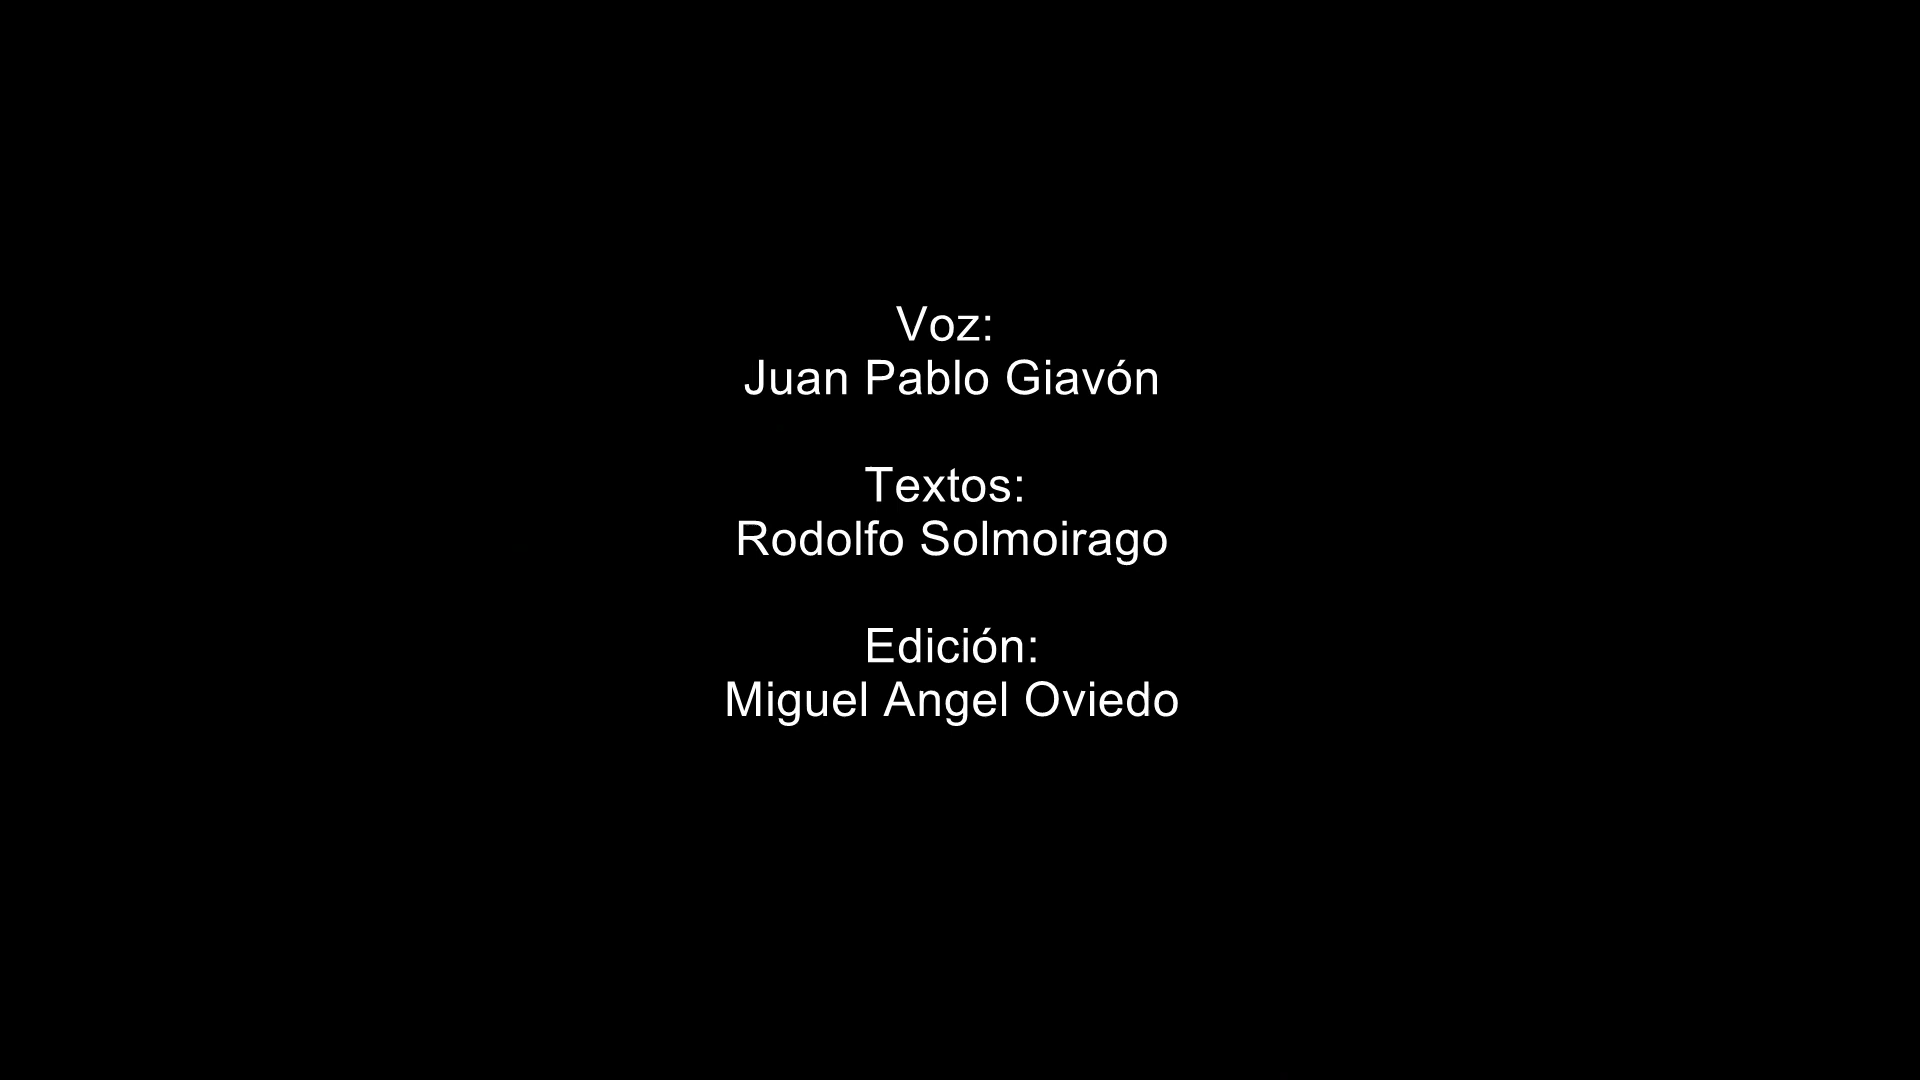 Voz:
Juan Pablo Giavón
Textos:
Rodolfo Solmoirago
Edición:
Miguel Angel Oviedo